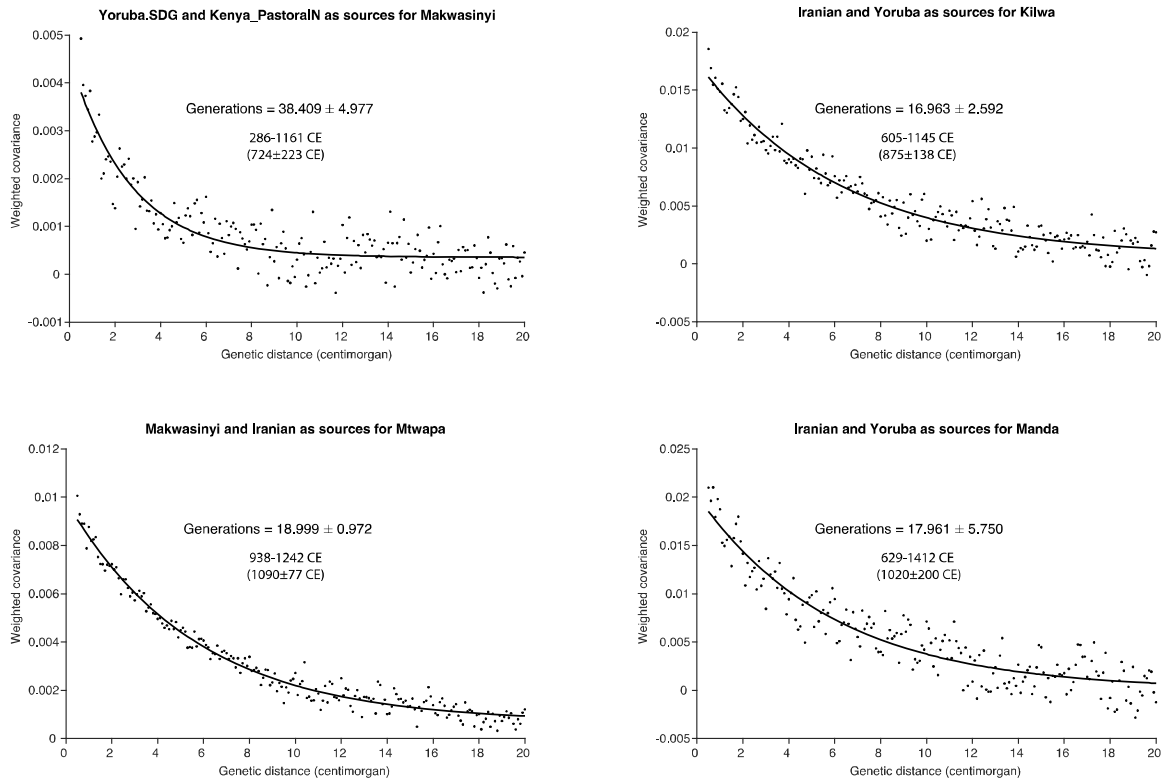 Yoruba.SDG and Kenya_PastoralN as sources for Makwasinyi
0.005
0.004
0.003
0.002
0.001
0
-0.001
Weighted covariance
Generations = 38.409 ± 4.977
286-1161 CE
(724±223 CE)
0 2 4 6 8 10 12 14 16 18 20
Genetic distance (centimorgan)
Iranian and Yoruba as sources for Kilwa
0.02
0.015
0.01
0.005
0
-0.005
Weighted covariance
Generations = 16.963 ± 2.592
605-1145 CE
(875±138 CE)
0 2 4 6 8 10 12 14 16 18 20
Genetic distance (centimorgan)
Makwasinyi and Iranian as sources for Mtwapa
0.012
0.01
0.008
0.006
0.004
0.002
0
Weighted covariance
Generations = 18.999 ± 0.972
938-1242 CE
(1090±77 CE)
0 2 4 6 8 10 12 14 16 18 20
Genetic distance (centimorgan)
Iranian and Yoruba as sources for Manda
0.025
0.02
0.015
0.01
0.005
0
-0.005
Weighted covariance
Generations = 17.961 ± 5.750
629-1412 CE
(1020±200 CE)
0 2 4 6 8 10 12 14 16 18 20
Genetic distance (centimorgan)